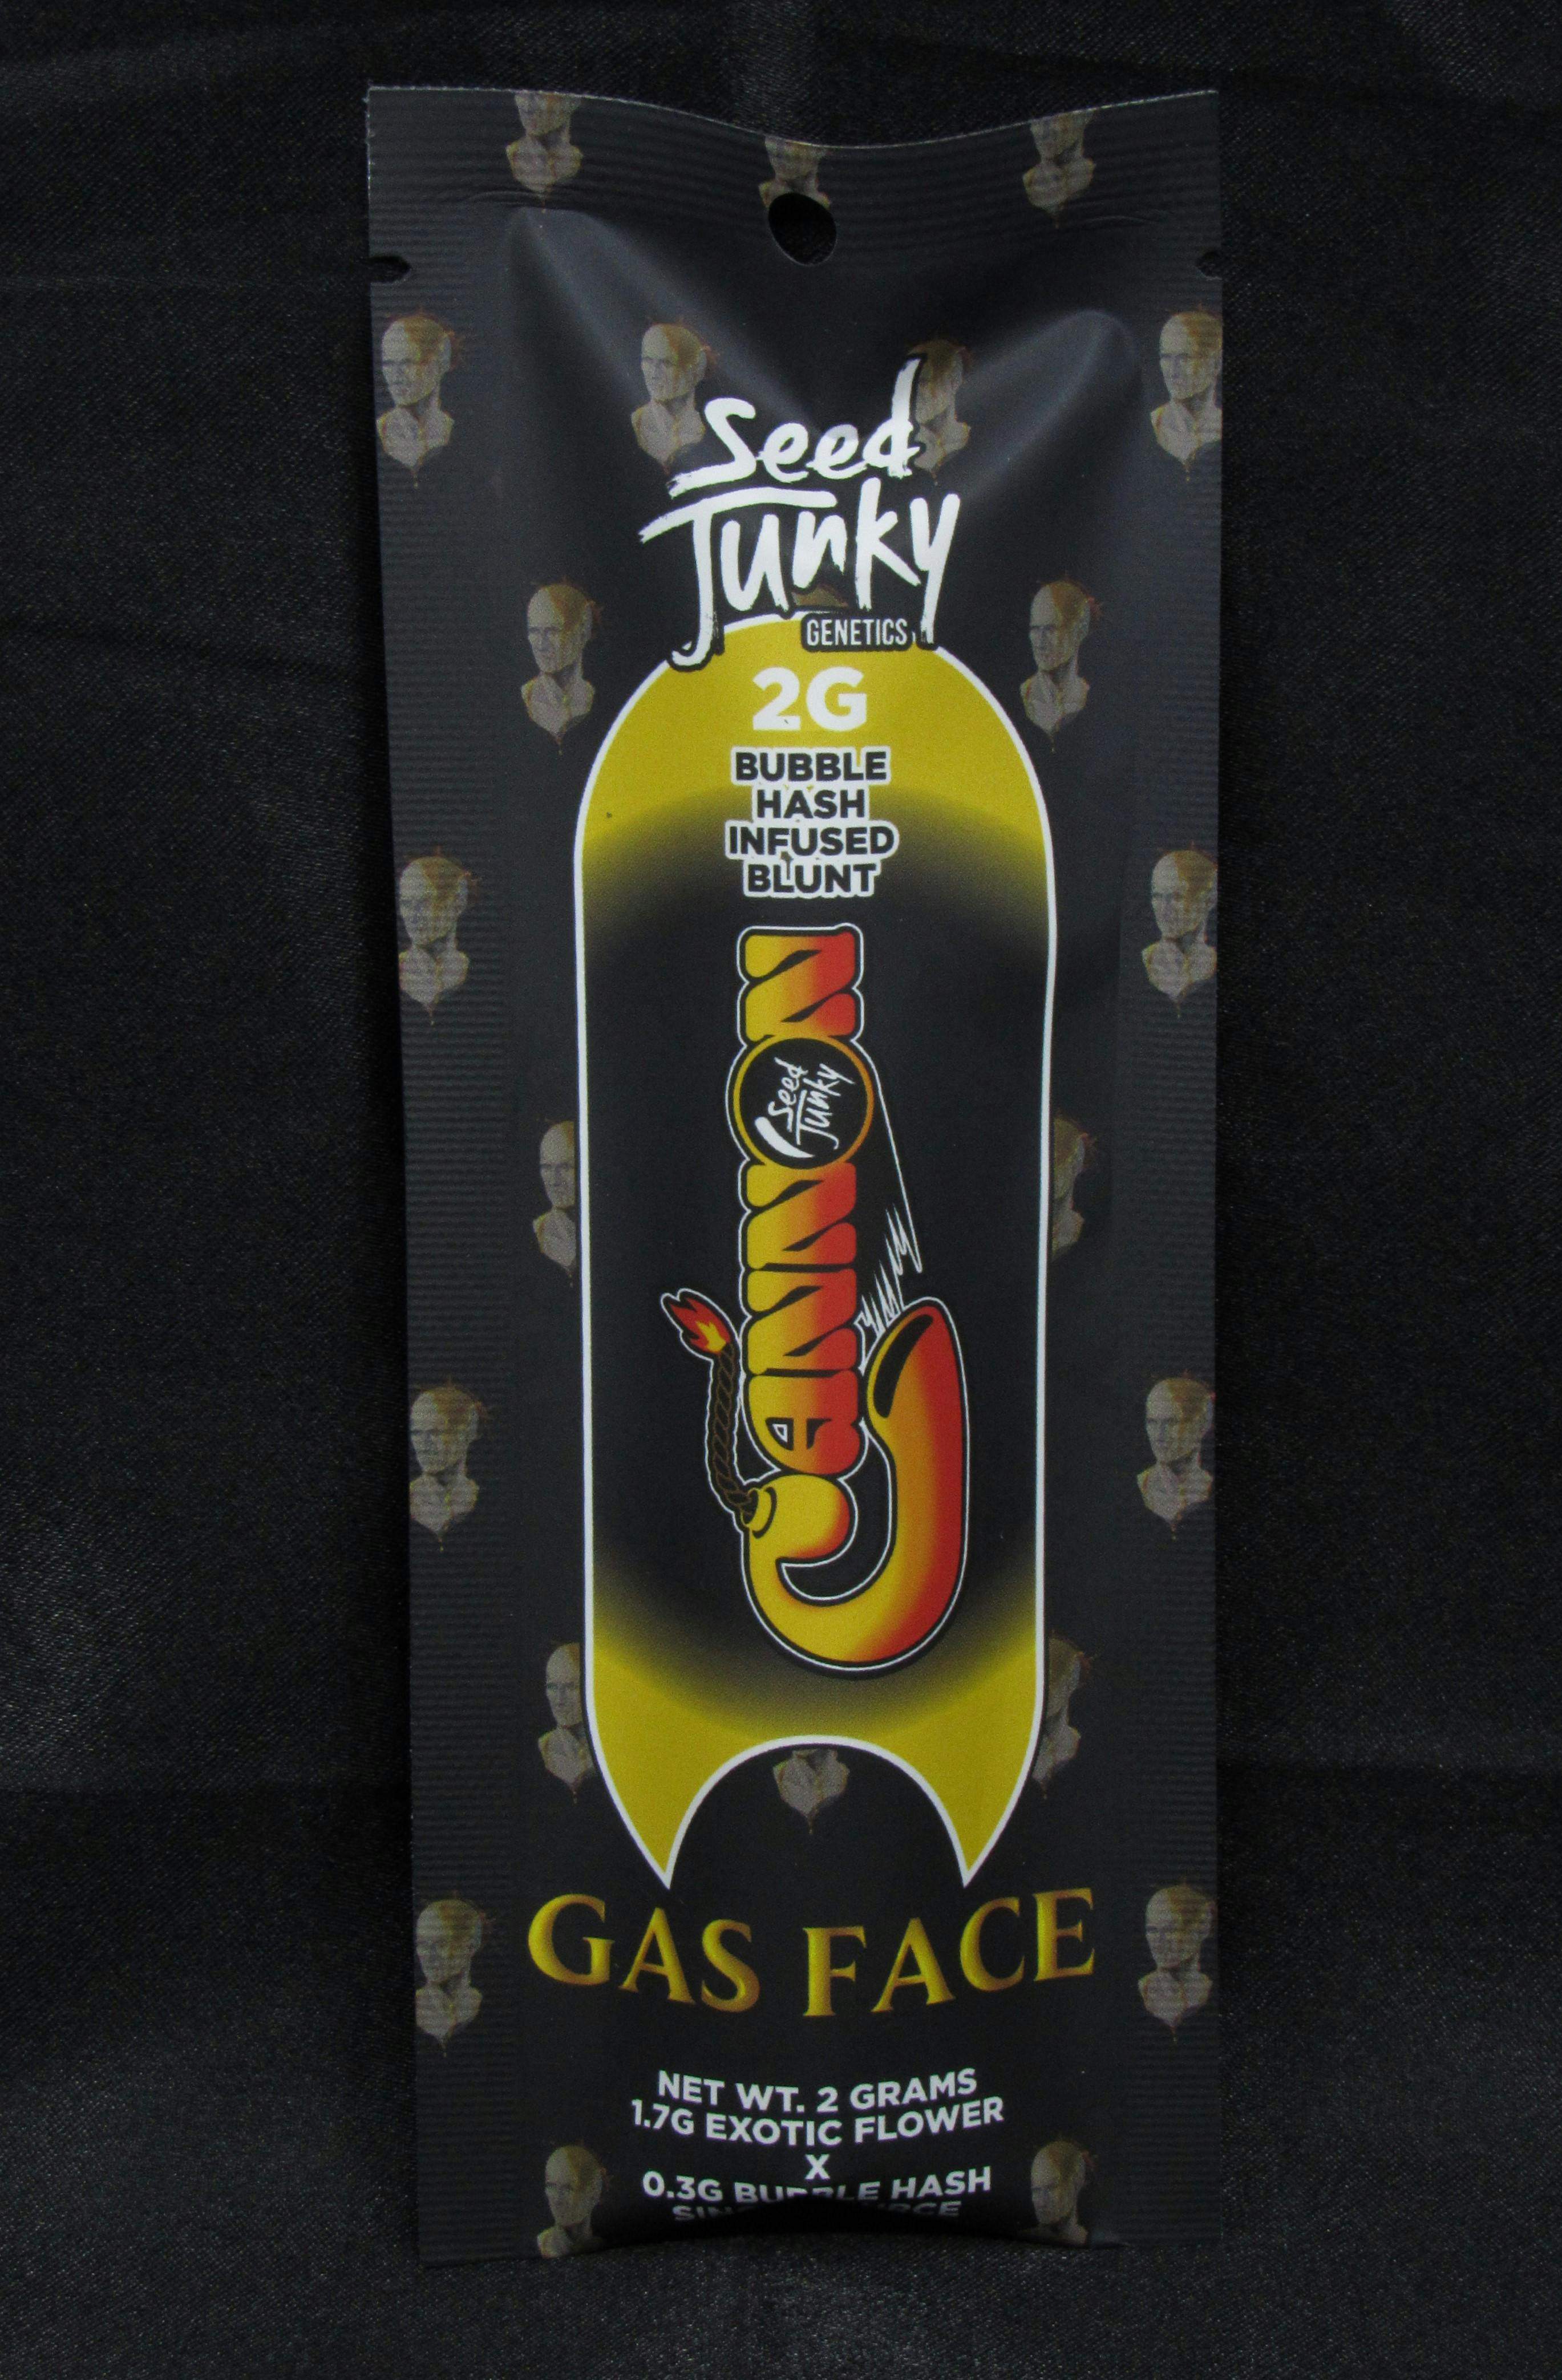 Seed
Junky
GENETICS
2G
BUBBLE
HASH
INFUSED
BLUNT
CANNON
Seed
Junky
GAS FACE
NET WT. 2 GRAMS
1.7G EXOTIC FLOWER
X
0.3G BUBBLE HASH